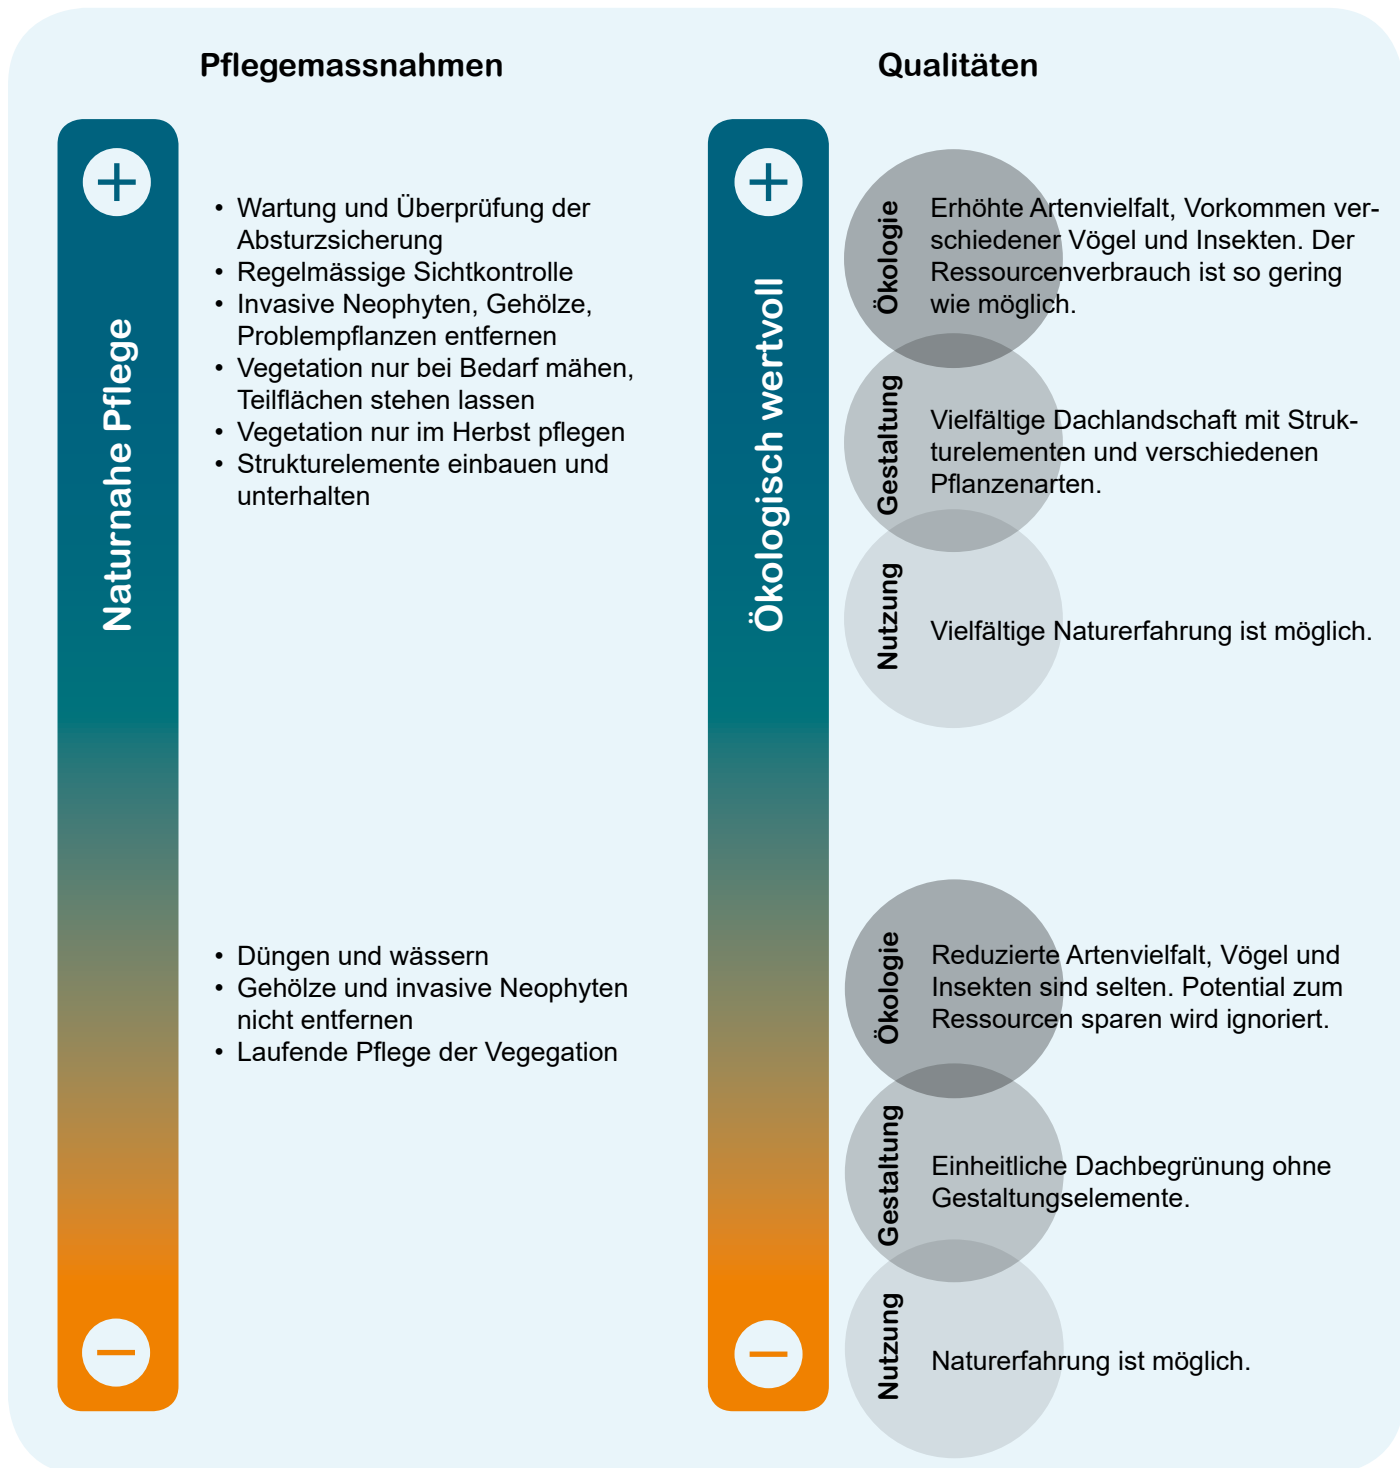 Pflegemassnahmen
Naturnahe Pflege
• Wartung und Überprüfung der
Absturzsicherung
• Regelmässige Sichtkontrolle
• Invasive Neophyten, Gehölze,
Problempflanzen entfernen
• Vegetation nur bei Bedarf mähen,
Teilflächen stehen lassen
• Vegetation nur im Herbst pflegen
• Strukturelemente einbauen und
unterhalten
• Düngen und wässern
• Gehölze und invasive Neophyten
nicht entfernen
• Laufende Pflege der Vegegation
Qualitäten
Ökologisch wertvoll
Ökologie
Erhöhte Artenvielfalt, Vorkommen ver-
schiedener Vögel und Insekten. Der
Ressourcenverbrauch ist so gering
wie möglich.
Gestaltung
Vielfältige Dachlandschaft mit Struk-
turelementen und verschiedenen
Pflanzenarten.
Nutzung
Vielfältige Naturerfahrung ist möglich.
Ökologie
Reduzierte Artenvielfalt, Vögel und
Insekten sind selten. Potential zum
Ressourcen sparen wird ignoriert.
Gestaltung
Einheitliche Dachbegrünung ohne
Gestaltungselemente.
Nutzung
Naturerfahrung ist möglich.